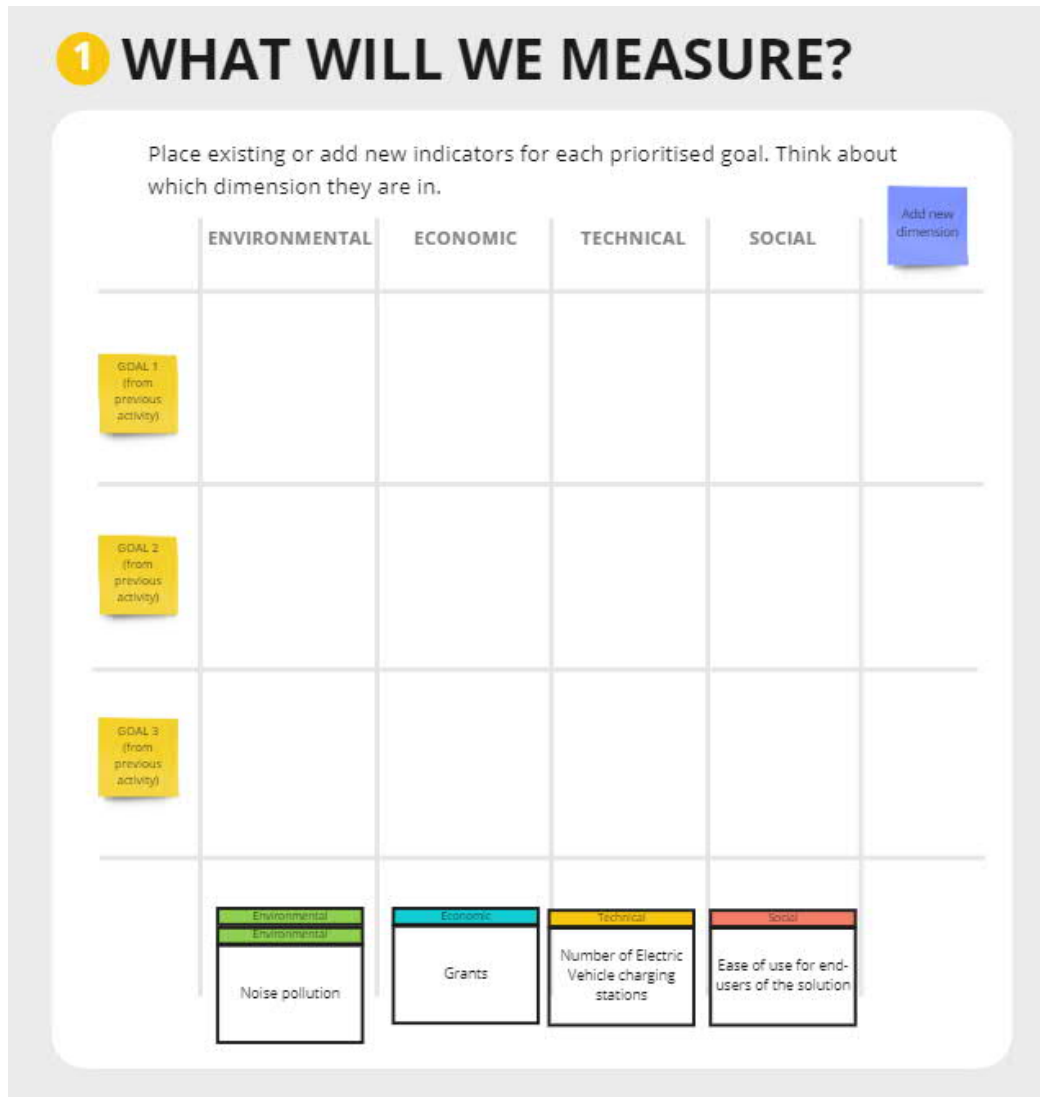 1 WHAT WILL WE MEASURE?
Place existing or add new indicators for each prioritised goal. Think about
which dimension they are in.
Add new
dimension
ENVIRONMENTAL ECONOMIC TECHNICAL SOCIAL
GOAL 1
(from
previous
activity)
GOAL 2
(from
previous
activity)
GOAL 3
(from
previous
activity)
Environmental
Environmental
Noise pollution
Economic
Grants
Technical
Number of Electric
Vehicle charging
stations
Social
Ease of use for end-
users of the solution